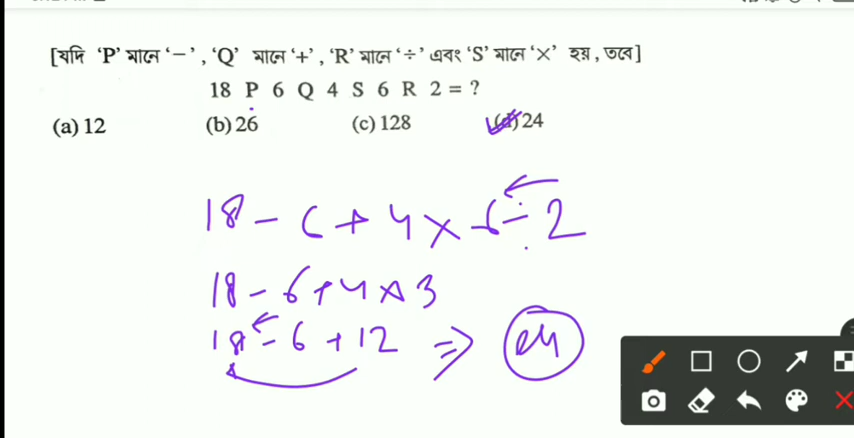 [যদি ‘P’ মানে ‘−’ , ‘Q’ মানে ‘+’ , ‘R’ মানে ‘÷’ এবং ‘S’ মানে ‘×’ হয় , তবে]
18 P 6 Q 4 S 6 R 2 = ?
(a) 12 (b) 26 (c) 128 (d) 24
18 − 6 + 4 × 6 ÷ 2
18 − 6 + 4 × 3
18 − 6 + 12 ⇒ 24